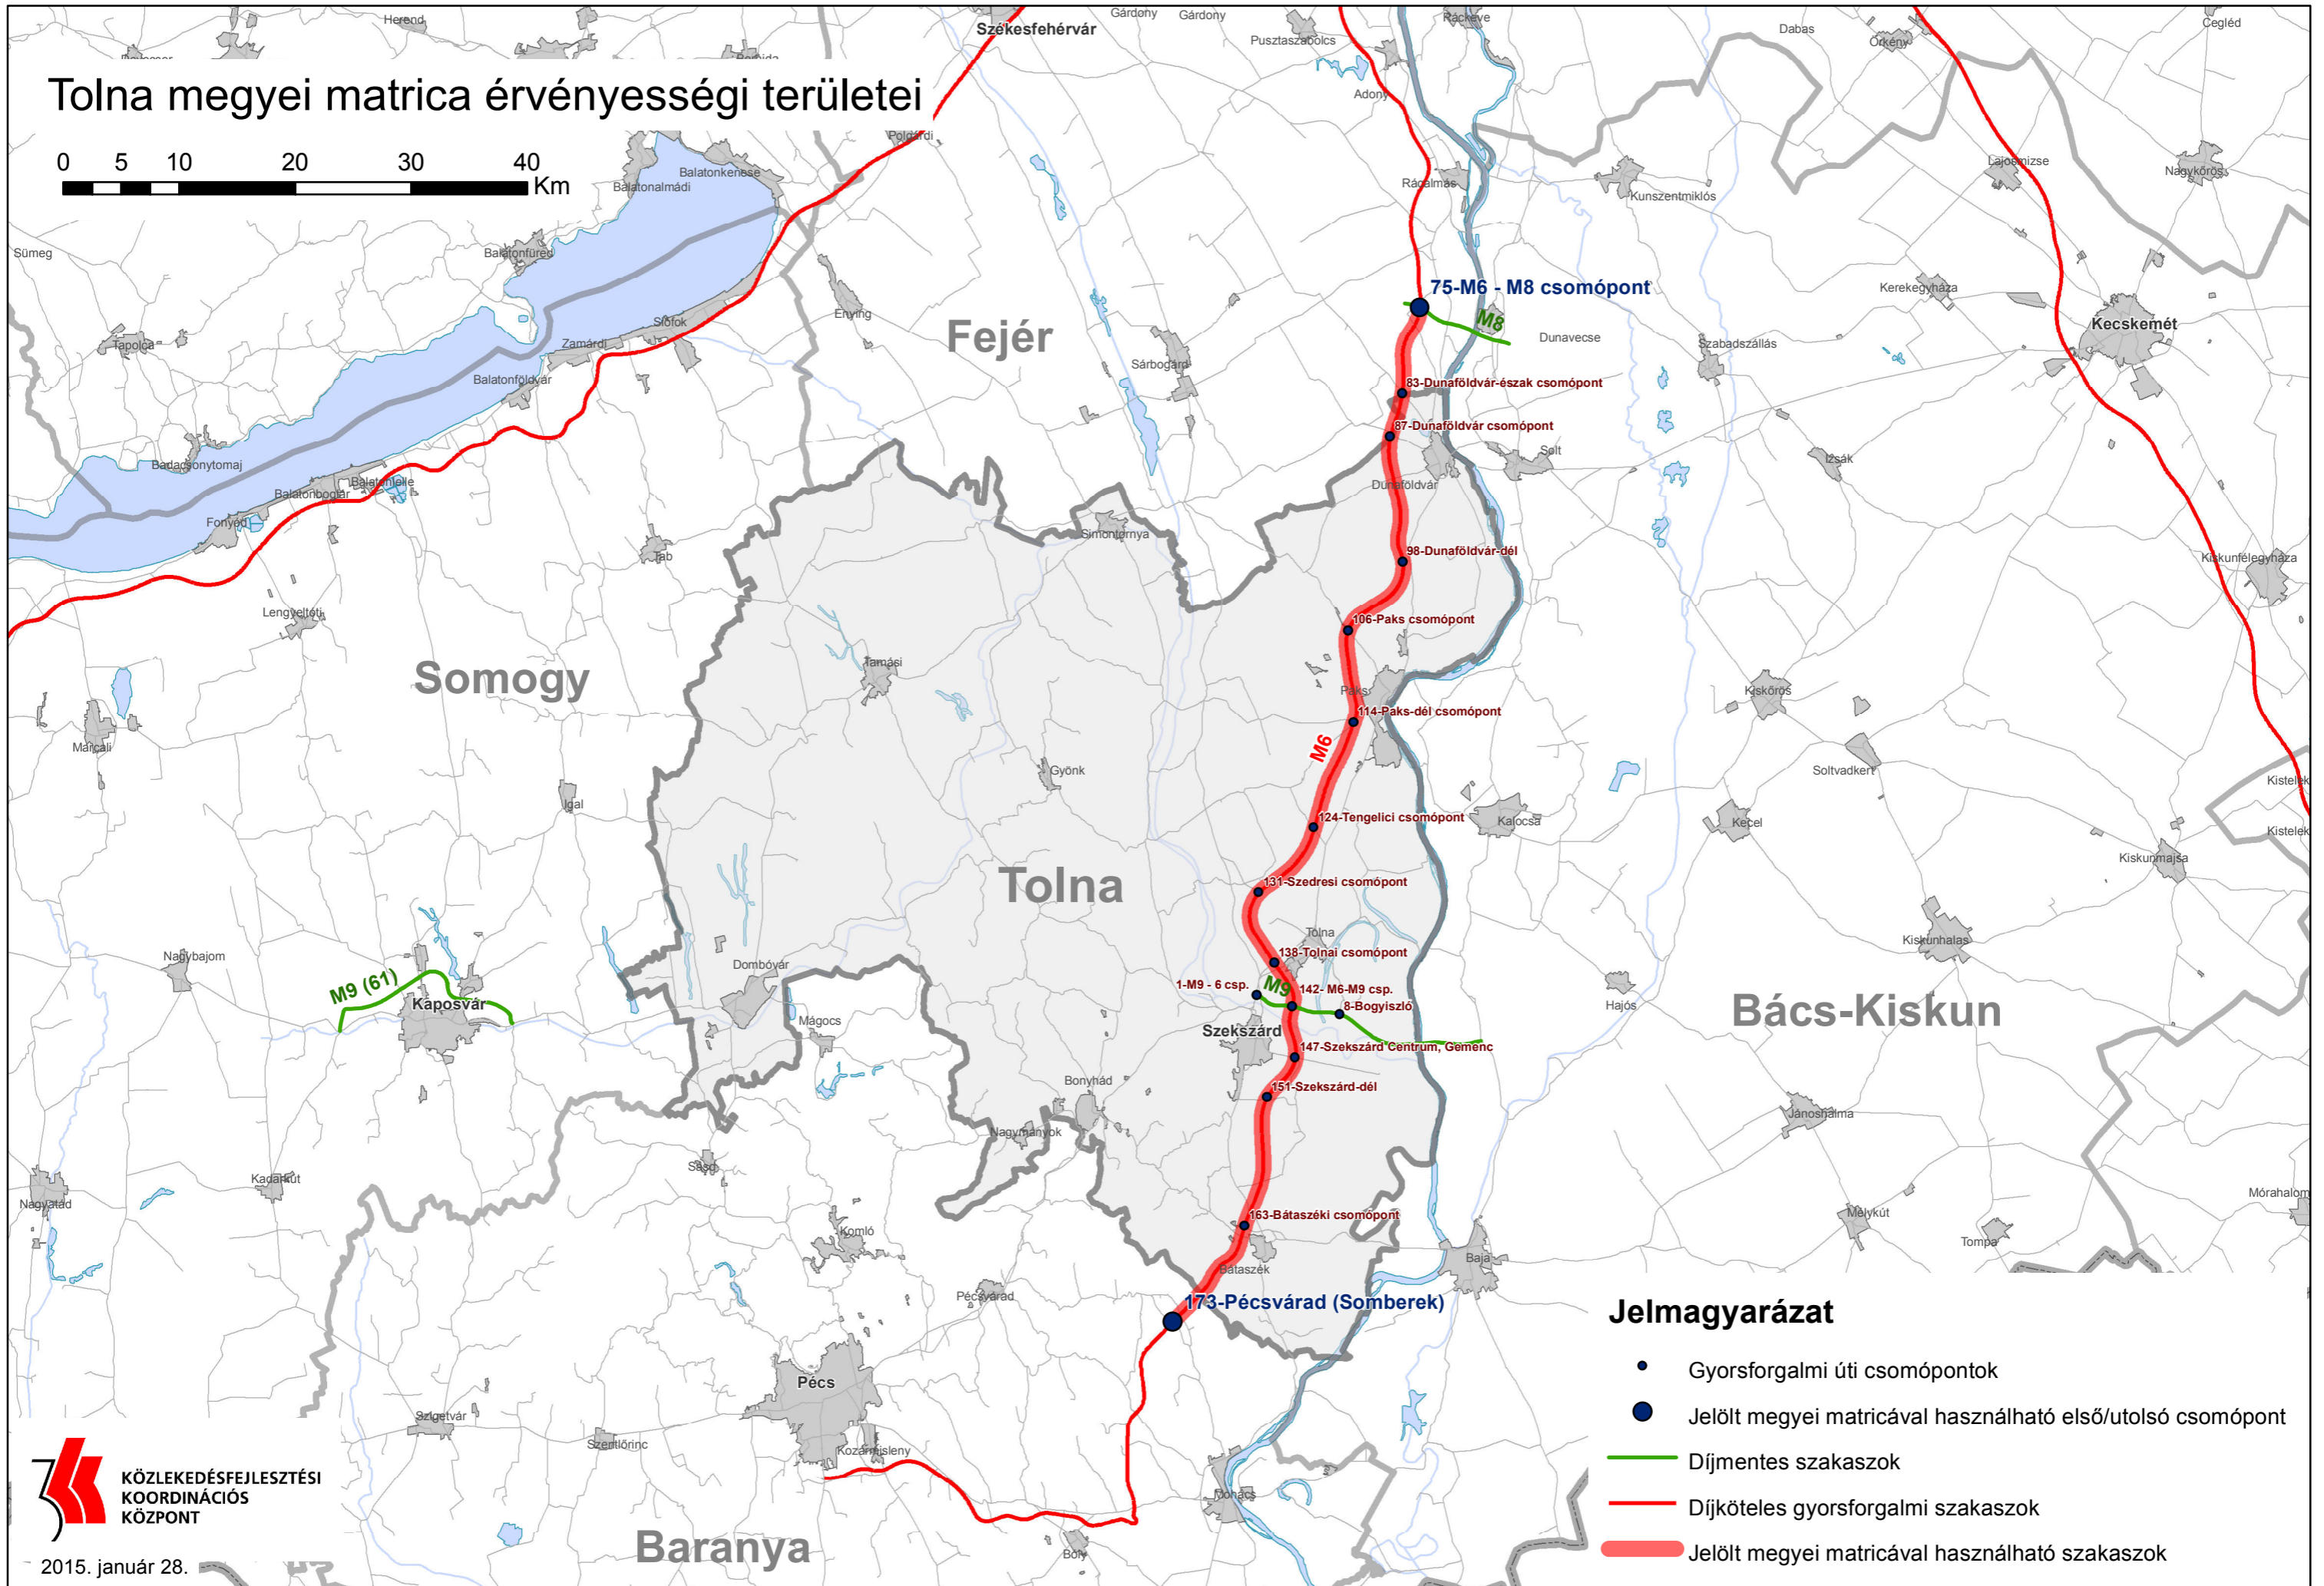 Herend
Székesfehérvár
Gárdony
Gárdony
Pusztaszabolcs
Ráckeve
Dabas
Örkény
Cegléd
Tolna megyei matrica érvényességi területei
0 5 10 20 30 40
Km
Adony
Polgárdi
Balatonkenese
Balatonalmádi
Rácalmás
Kunszentmiklós
Lajosmizse
Nagykőrös
Sümeg
Balatonfüred
Enying
75-M6 - M8 csomópont
M8
Kerekegyháza
Kecskemét
Fejér
Siófok
Zamárdi
Tapolca
Dunavecse
Szabadszállás
Sárbogárd
Balatonföldvár
83-Dunaföldvár-észak csomópont
87-Dunaföldvár csomópont
Solt
Izsák
Badacsonytomaj
Balatonlelle
Balatonboglár
Dunaföldvár
Fonyód
Simontornya
Tab
98-Dunaföldvár-dél
Kiskunfélegyháza
Lengyeltóti
106-Paks csomópont
Somogy
Tamási
Paks
Kiskőrös
114-Paks-dél csomópont
Marcali
M6
Gyönk
Soltvadkert
Kistelek
Igal
124-Tengelici csomópont
Kalocsa
Kecel
Kistelek
Kiskunmajsa
Tolna
131-Szedresi csomópont
Tolna
Kiskunhalas
138-Tolnai csomópont
Nagybajom
Dombóvár
M9 (61)
Kaposvár
1-M9 - 6 csp.
M9
142- M6-M9 csp.
8-Bogyiszló
Hajós
Bács-Kiskun
Mágocs
Szekszárd
147-Szekszárd Centrum, Gemenc
Bonyhád
151-Szekszárd-dél
Jánoshalma
Nagymányok
Sásd
Kadarkút
Nagyatád
Mórahalom
Mélykút
163-Bátaszéki csomópont
Komló
Tompa
Baja
Bátaszék
Pécsvárad
173-Pécsvárad (Somberek)
Pécs
Szigetvár
Szentlőrinc
Kozármisleny
Mohács
Bóly
Baranya
Jelmagyarázat
Gyorsforgalmi úti csomópontok
Jelölt megyei matricával használható első/utolsó csomópont
Díjmentes szakaszok
Díjköteles gyorsforgalmi szakaszok
Jelölt megyei matricával használható szakaszok
KÖZLEKEDÉSFEJLESZTÉSI
KOORDINÁCIÓS
KÖZPONT
2015. január 28.